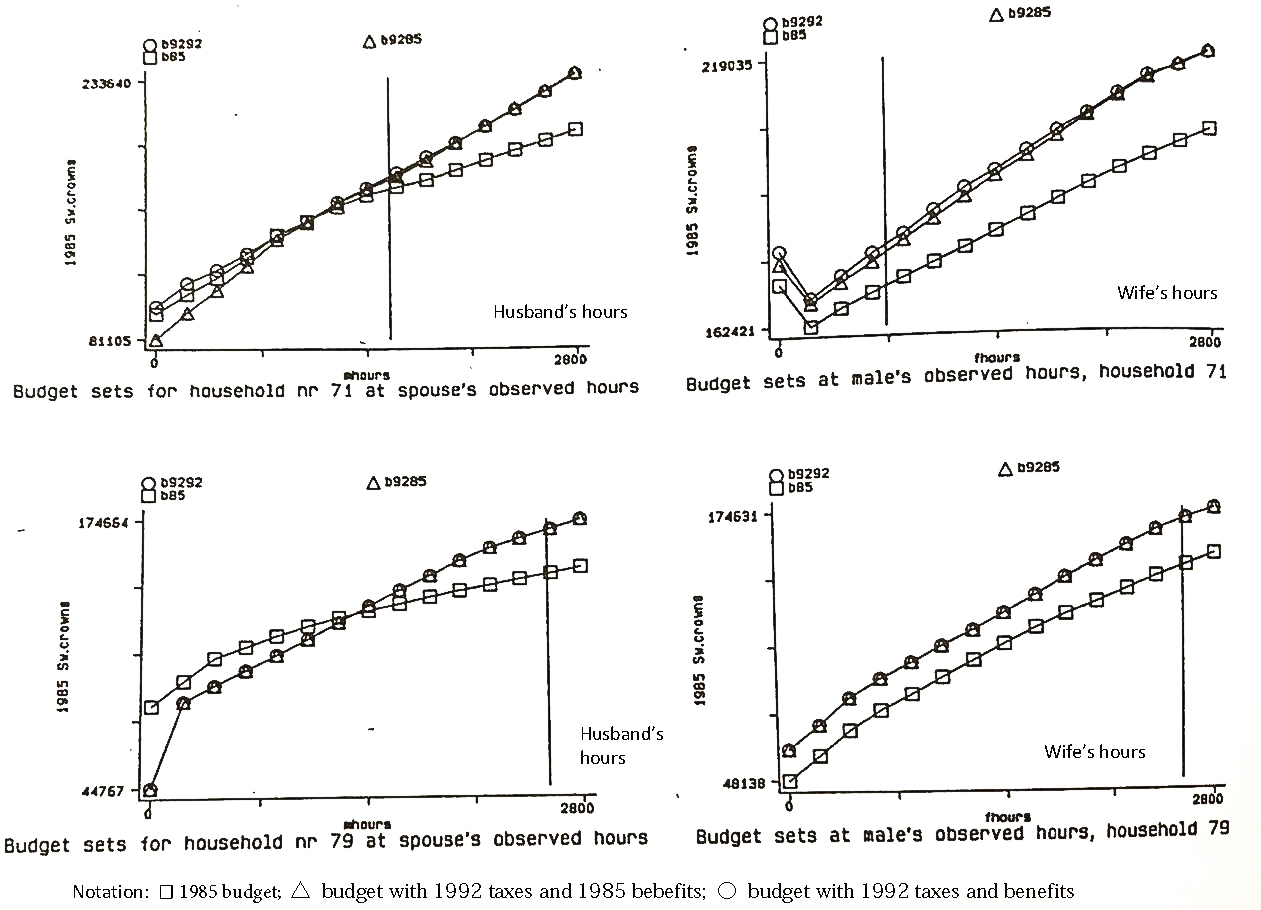 b9292
b85
b9285
233640
81105
1985 Sw.crowns
Husband's hours
0
mhours
2800
Budget sets for household nr 71 at spouse's observed hours
b9292
b85
b9285
219035
162421
1985 Sw.crowns
Wife's hours
0
fhours
2800
Budget sets at male's observed hours, household 71
b9292
b85
b9285
174664
44767
1985 Sw.crowns
Husband's
hours
0
mhours
2800
Budget sets for household nr 79 at spouse's observed hours
b9292
b85
b9285
174631
48138
1985 Sw.crowns
Wife's hours
0
fhours
2800
Budget sets at male's observed hours, household 79
Notation: □ 1985 budget; △ budget with 1992 taxes and 1985 bebefits; ○ budget with 1992 taxes and benefits